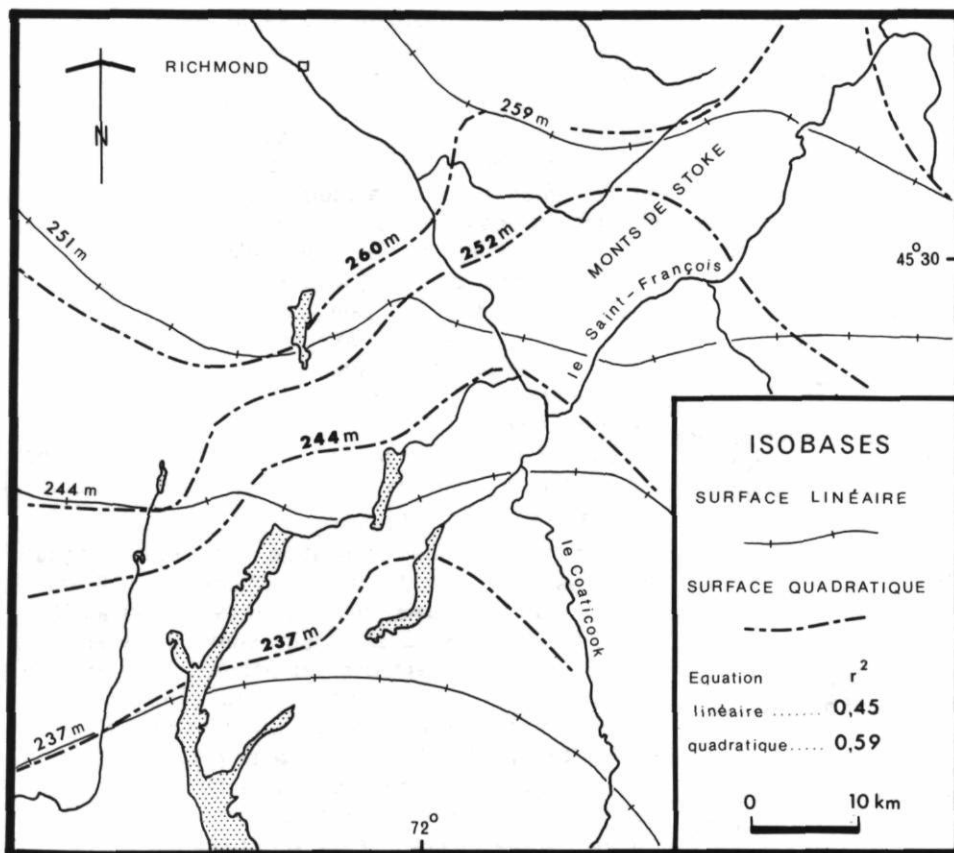 RICHMOND
N
259 m
251 m
260 m
252 m
MONTS DE STOKE
le Saint-François
45° 30
244 m
244 m
le Coaticook
237 m
237 m
72°
ISOBASES
SURFACE LINÉAIRE
SURFACE QUADRATIQUE
Equation r²
linéaire ....... 0,45
quadratique..... 0,59
0 10 km